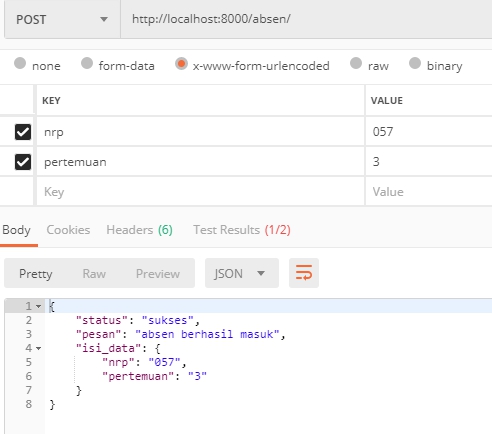 POST http://localhost:8000/absen/
none form-data x-www-form-urlencoded raw binary
KEY VALUE
nrp 057
pertemuan 3
Key Value
Body Cookies Headers (6) Test Results (1/2)
Pretty Raw Preview JSON
1 {
2 "status": "sukses",
3 "pesan": "absen berhasil masuk",
4 "isi_data": {
5 "nrp": "057",
6 "pertemuan": "3"
7 }
8 }